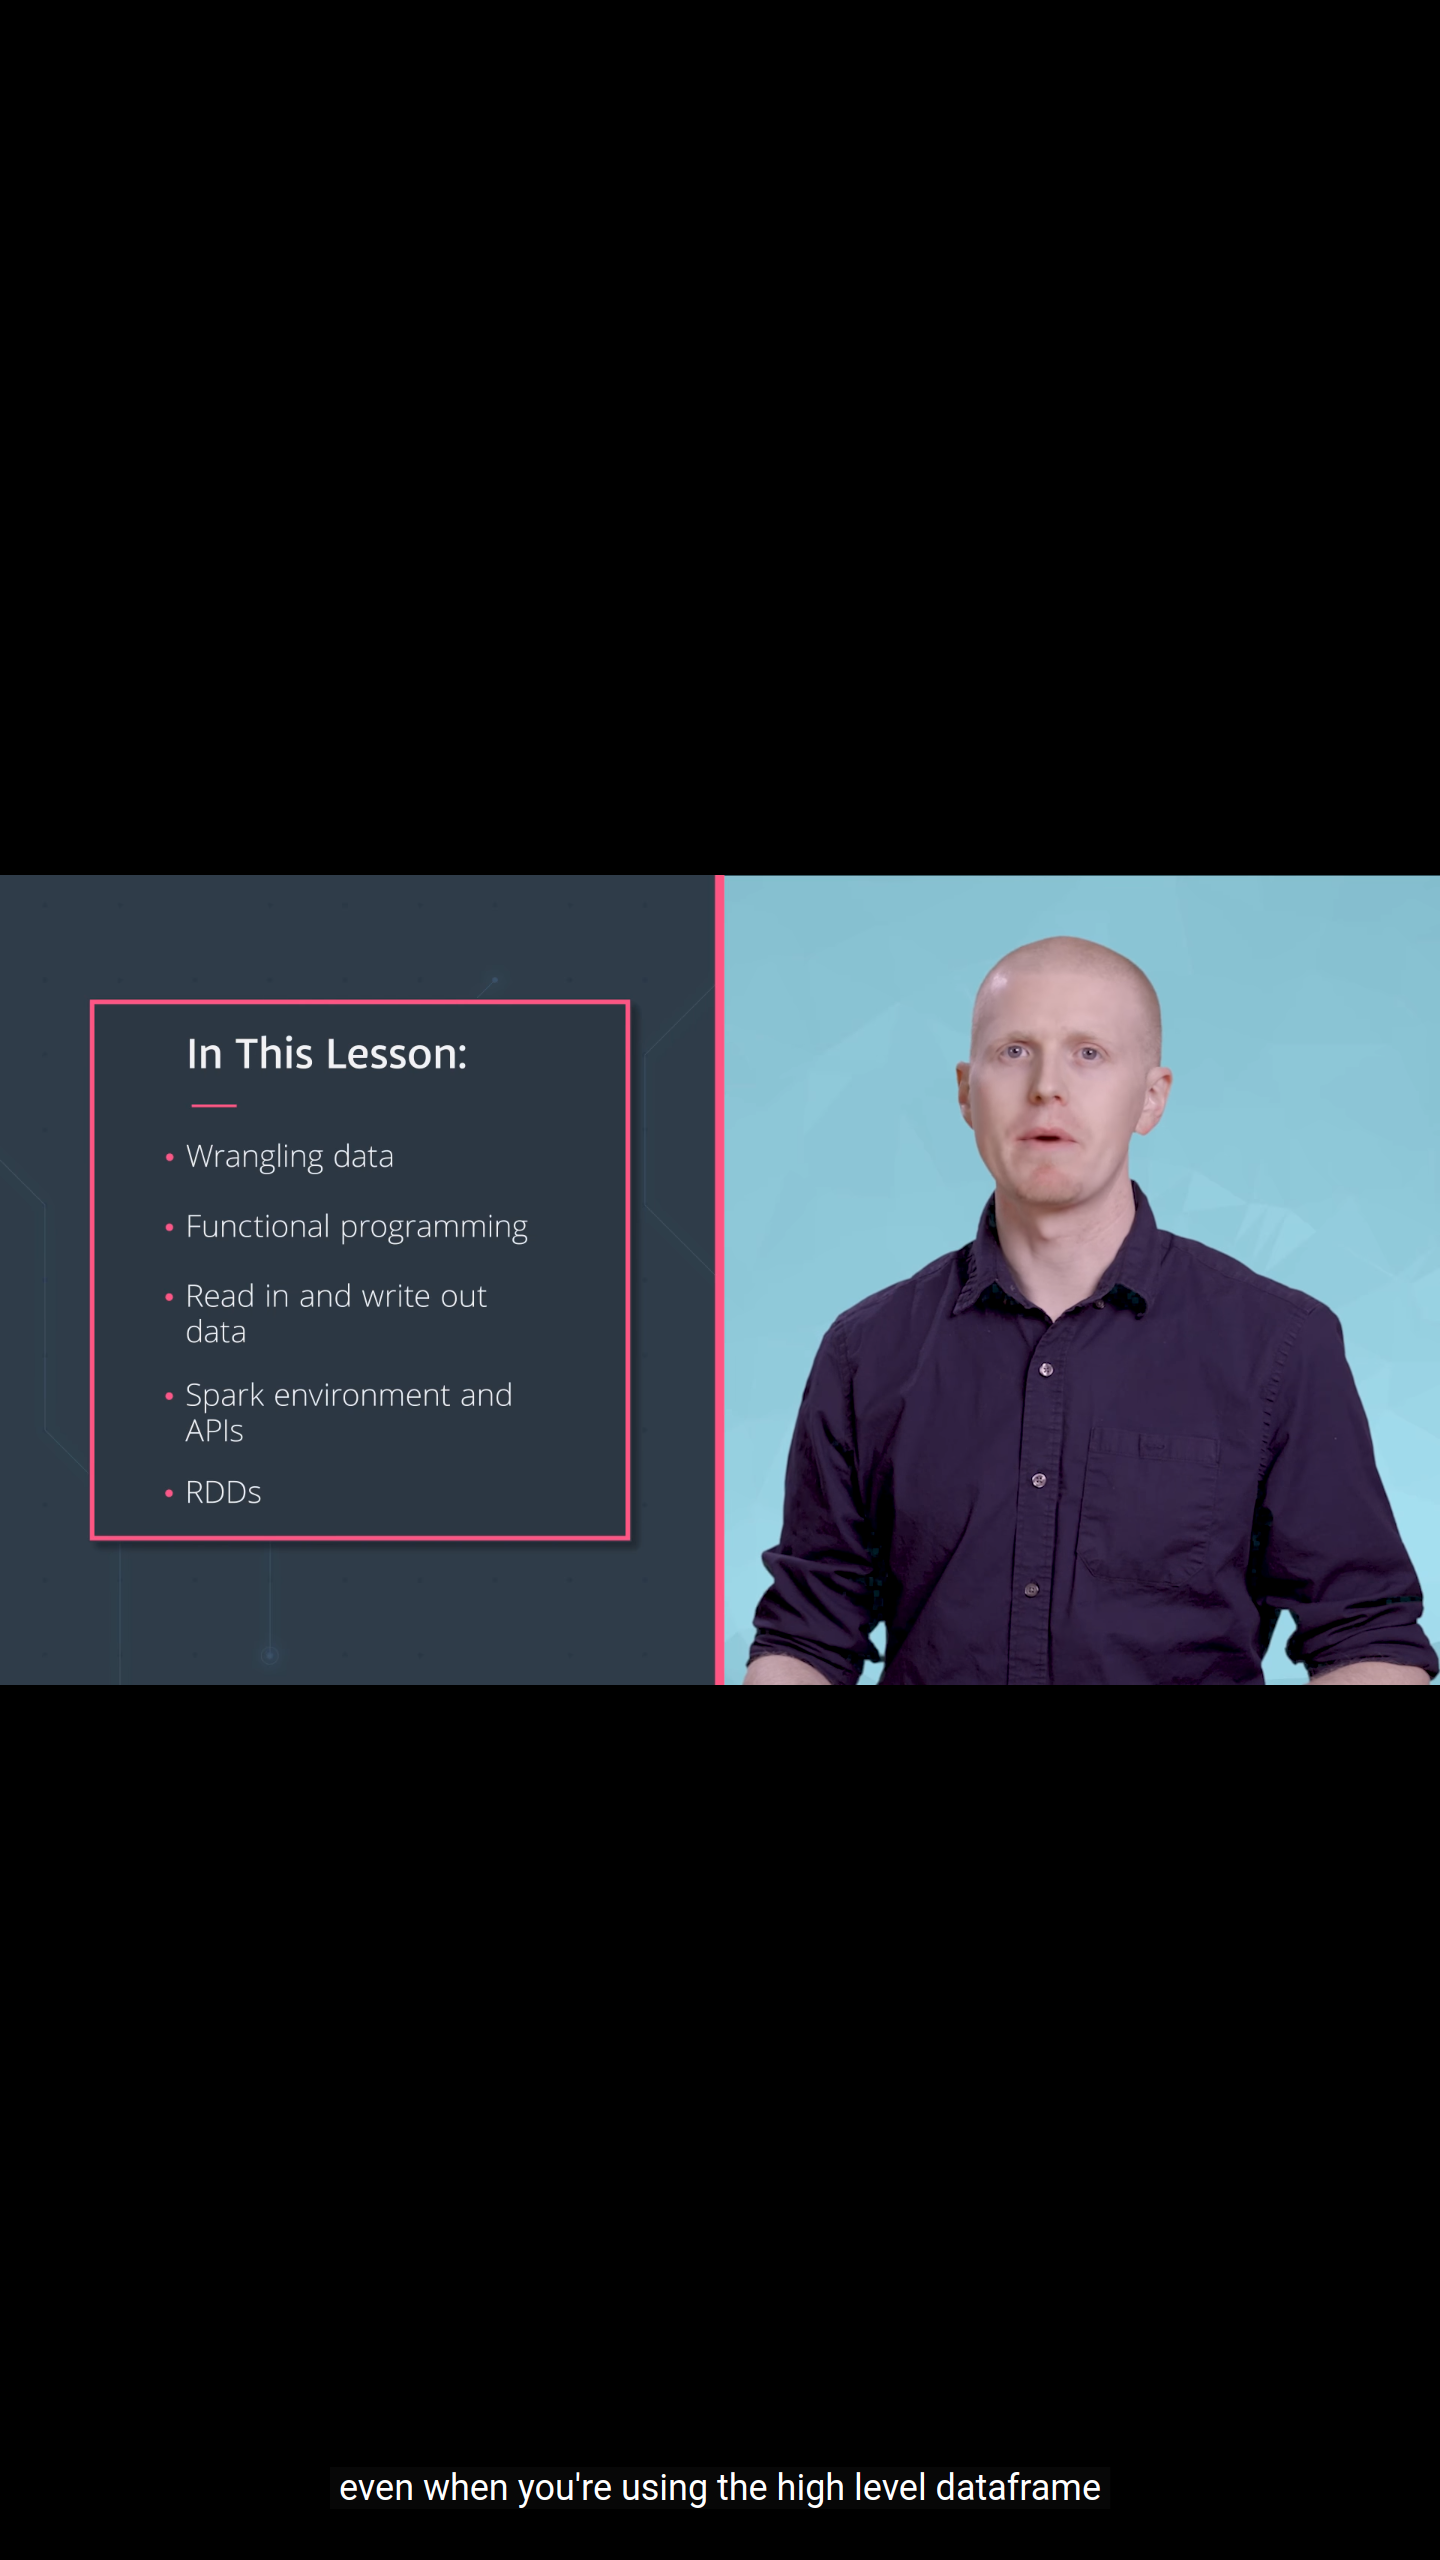 In This Lesson:
• Wrangling data
• Functional programming
• Read in and write out
data
• Spark environment and
APIs
• RDDs
even when you're using the high level dataframe